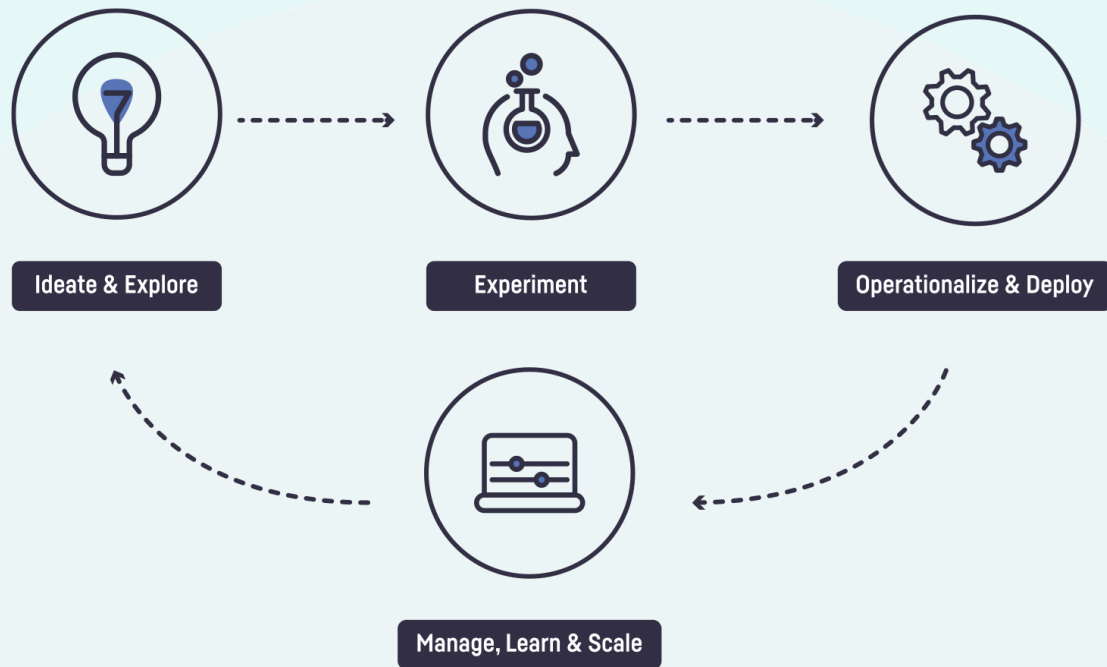 Ideate & Explore
Experiment
Operationalize & Deploy
Manage, Learn & Scale